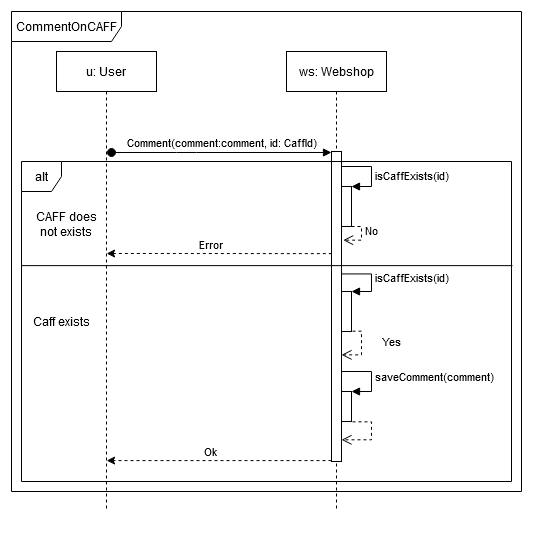 CommentOnCAFF
u: User
ws: Webshop
Comment(comment:comment, id: CaffId)
alt
isCaffExists(id)
CAFF does
not exists
No
Error
isCaffExists(id)
Caff exists
Yes
saveComment(comment)
Ok